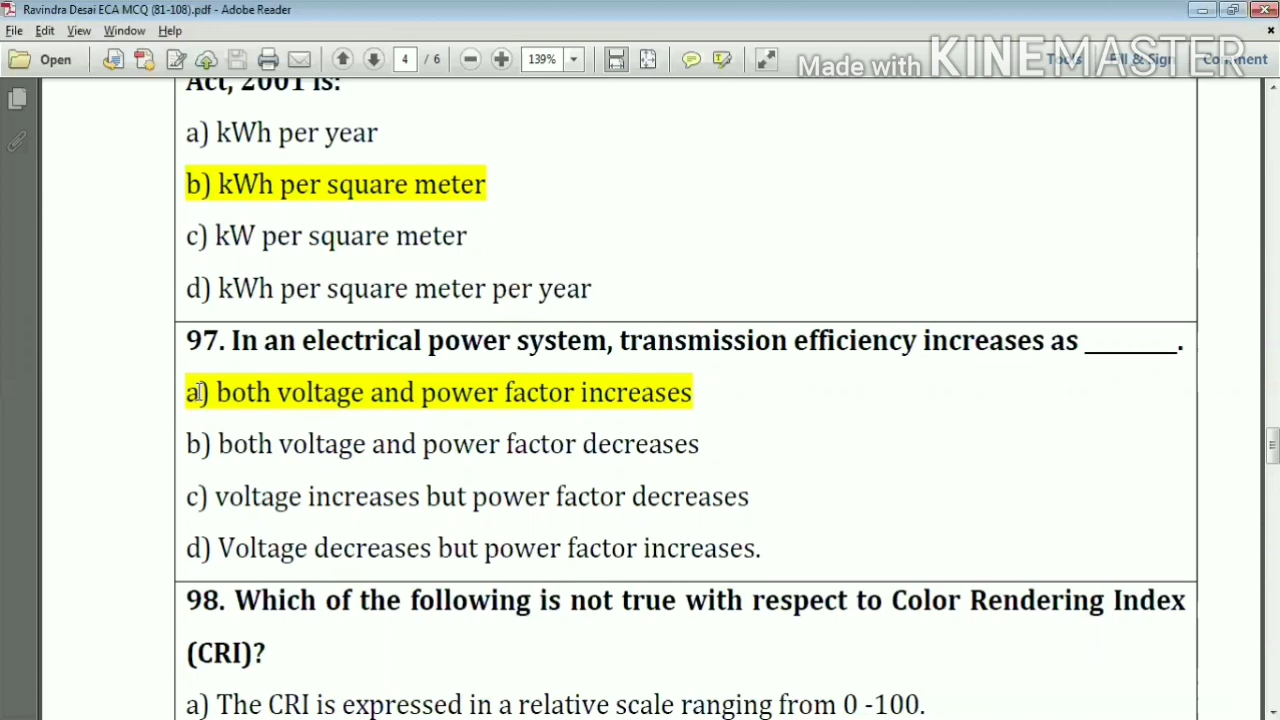 Ravindra Desai ECA MCQ (81-108).pdf - Adobe Reader
File Edit View Window Help
Open 4 / 6 139% Tools Fill & Sign Comment
Made with KINEMASTER
Act, 2001 is:
a) kWh per year
b) kWh per square meter
c) kW per square meter
d) kWh per square meter per year
97. In an electrical power system, transmission efficiency increases as _______.
a) both voltage and power factor increases
b) both voltage and power factor decreases
c) voltage increases but power factor decreases
d) Voltage decreases but power factor increases.
98. Which of the following is not true with respect to Color Rendering Index
(CRI)?
a) The CRI is expressed in a relative scale ranging from 0 -100.